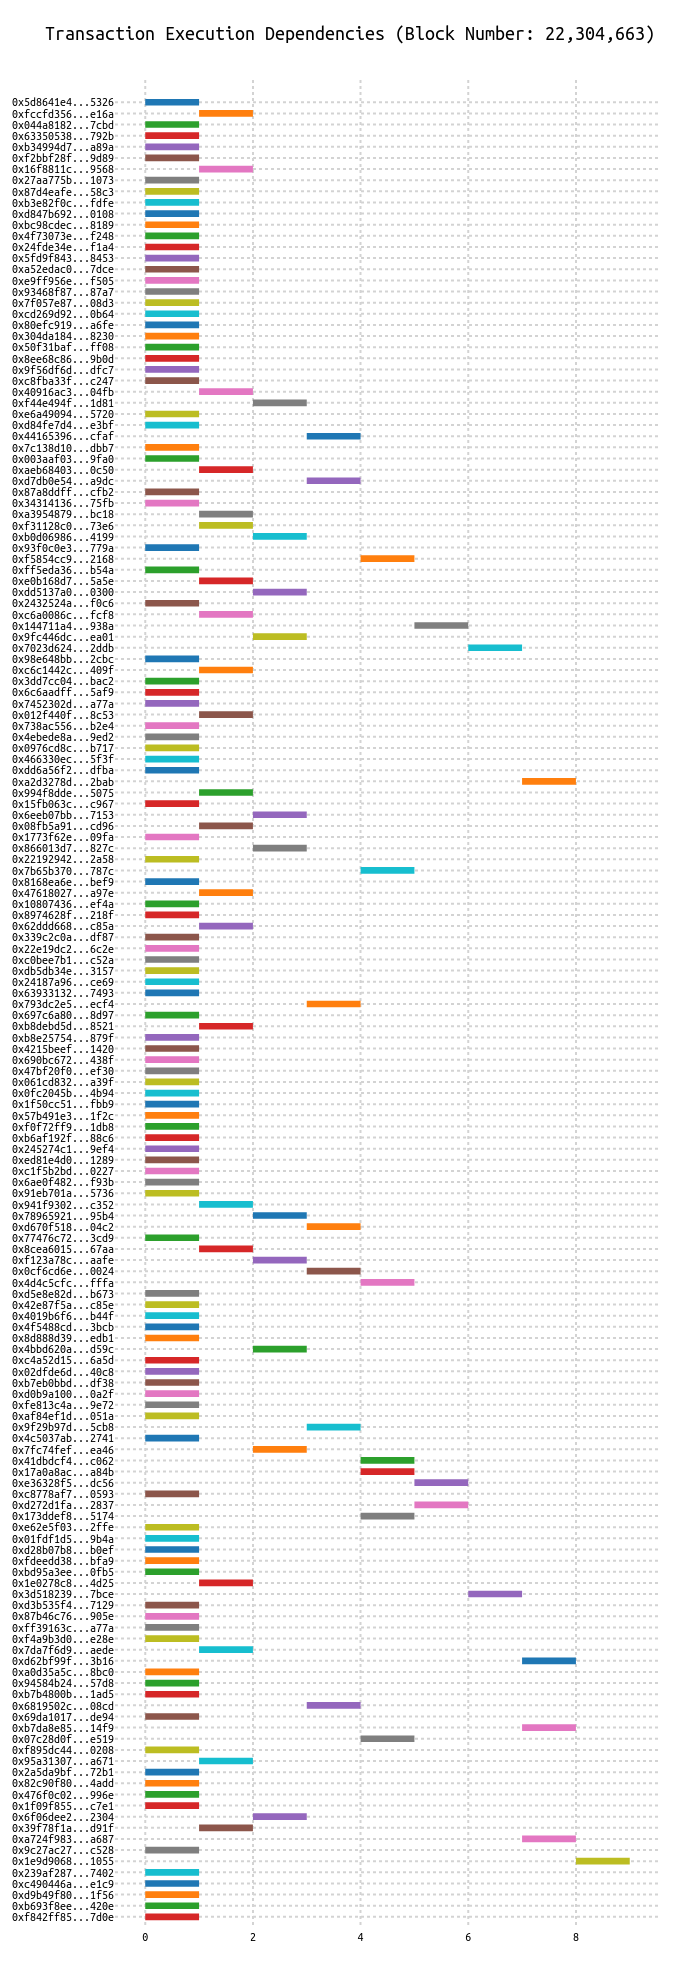 Transaction Execution Dependencies (Block Number: 22,304,663)
0x5d8641e4...5326
0xfccfd356...e16a
0x044a8182...7cbd
0x63350538...792b
0xb34994d7...a89a
0xf2bbf28f...9d89
0x16f8811c...9568
0x27aa775b...1073
0x87d4eafe...58c3
0xb3e82f0c...fdfe
0xd847b692...0108
0xbc98cdec...8189
0x4f73073e...f248
0x24fde34e...f1a4
0x5fd9f843...8453
0xa52edac0...7dce
0xe9ff956e...f505
0x93468f87...87a7
0x7f057e87...08d3
0xcd269d92...0b64
0x80efc919...a6fe
0x304da184...8230
0x50f31baf...ff08
0x8ee68c86...9b0d
0x9f56df6d...dfc7
0xc8fba33f...c247
0x40916ac3...04fb
0xf44e494f...1d81
0xe6a49094...5720
0xd84fe7d4...e3bf
0x44165396...cfaf
0x7c138d10...dbb7
0x003aaf03...9fa0
0xaeb68403...0c50
0xd7db0e54...a9dc
0x87a8ddff...cfb2
0x34314136...75fb
0xa3954879...bc18
0xf31128c0...73e6
0xb0d06986...4199
0x93f0c0e3...779a
0xf5854cc9...2168
0xff5eda36...b54a
0xe0b168d7...5a5e
0xdd5137a0...0300
0x2432524a...f0c6
0xc6a0086c...fcf8
0x144711a4...938a
0x9fc446dc...ea01
0x7023d624...2ddb
0x98e648bb...2cbc
0xc6c1442c...409f
0x3dd7cc04...bac2
0x6c6aadff...5af9
0x7452302d...a77a
0x012f440f...8c53
0x738ac556...b2e4
0x4ebede8a...9ed2
0x0976cd8c...b717
0x466330ec...5f3f
0xdd6a56f2...dfba
0xa2d3278d...2bab
0x994f8dde...5075
0x15fb063c...c967
0x6eeb07bb...7153
0x08fb5a91...cd96
0x1773f62e...09fa
0x866013d7...827c
0x22192942...2a58
0x7b65b370...787c
0x8168ea6e...bef9
0x47618027...a97e
0x10807436...ef4a
0x8974628f...218f
0x62ddd668...c85a
0x339c2c0a...df87
0x22e19dc2...6c2e
0xc0bee7b1...c52a
0xdb5db34e...3157
0x24187a96...ce69
0x63933132...7493
0x793dc2e5...ecf4
0x697c6a80...8d97
0xb8debd5d...8521
0xb8e25754...879f
0x4215beef...1420
0x690bc672...438f
0x47bf20f0...ef30
0x061cd832...a39f
0x0fc2045b...4b94
0x1f50cc51...fbb9
0x57b491e3...1f2c
0xf0f72ff9...1db8
0xb6af192f...88c6
0x245274c1...9ef4
0xed81e4d0...1289
0xc1f5b2bd...0227
0x6ae0f482...f93b
0x91eb701a...5736
0x941f9302...c352
0x78965921...95b4
0xd670f518...04c2
0x77476c72...3cd9
0x8cea6015...67aa
0xf123a78c...aafe
0x0cf6cd6e...0024
0x4d4c5cfc...fffa
0xd5e8e82d...b673
0x42e87f5a...c85e
0x4019b6f6...b44f
0x4f5488cd...3bcb
0x8d888d39...edb1
0x4bbd620a...d59c
0xc4a52d15...6a5d
0x02dfde6d...40c8
0xb7eb0bbd...df38
0xd0b9a100...0a2f
0xfe813c4a...9e72
0xaf84ef1d...051a
0x9f29b97d...5cb8
0x4c5037ab...2741
0x7fc74fef...ea46
0x41dbdcf4...c062
0x17a0a8ac...a84b
0xe36328f5...dc56
0xc8778af7...0593
0xd272d1fa...2837
0x173ddef8...5174
0xe62e5f03...2ffe
0x01fdf1d5...9b4a
0xd28b07b8...b0ef
0xfdeedd38...bfa9
0xbd95a3ee...0fb5
0x1e0278c8...4d25
0x3d518239...7bce
0xd3b535f4...7129
0x87b46c76...905e
0xff39163c...a77a
0xf4a9b3d0...e28e
0x7da7f6d9...aede
0xd62bf99f...3b16
0xa0d35a5c...8bc0
0x94584b24...57d8
0xb7b4800b...1ad5
0x6819502c...08cd
0x69da1017...de94
0xb7da8e85...14f9
0x07c28d0f...e519
0xf895dc44...0208
0x95a31307...a671
0x2a5da9bf...72b1
0x82c90f80...4add
0x476f0c02...996e
0x1f09f855...c7e1
0x6f06dee2...2304
0x39f78f1a...d91f
0xa724f983...a687
0x9c27ac27...c528
0x1e9d9068...1055
0x239af287...7402
0xc490446a...e1c9
0xd9b49f80...1f56
0xb693f8ee...420e
0xf842ff85...7d0e
0 2 4 6 8